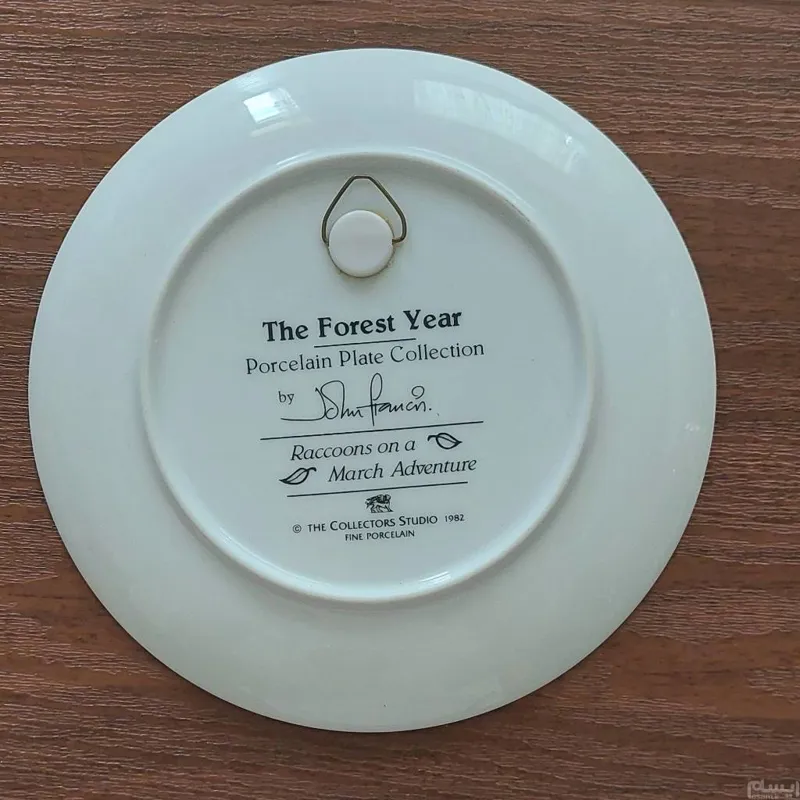 The Forest Year
Porcelain Plate Collection
by John Francis.
Raccoons on a
March Adventure
© THE COLLECTORS STUDIO 1982
FINE PORCELAIN
ایسام